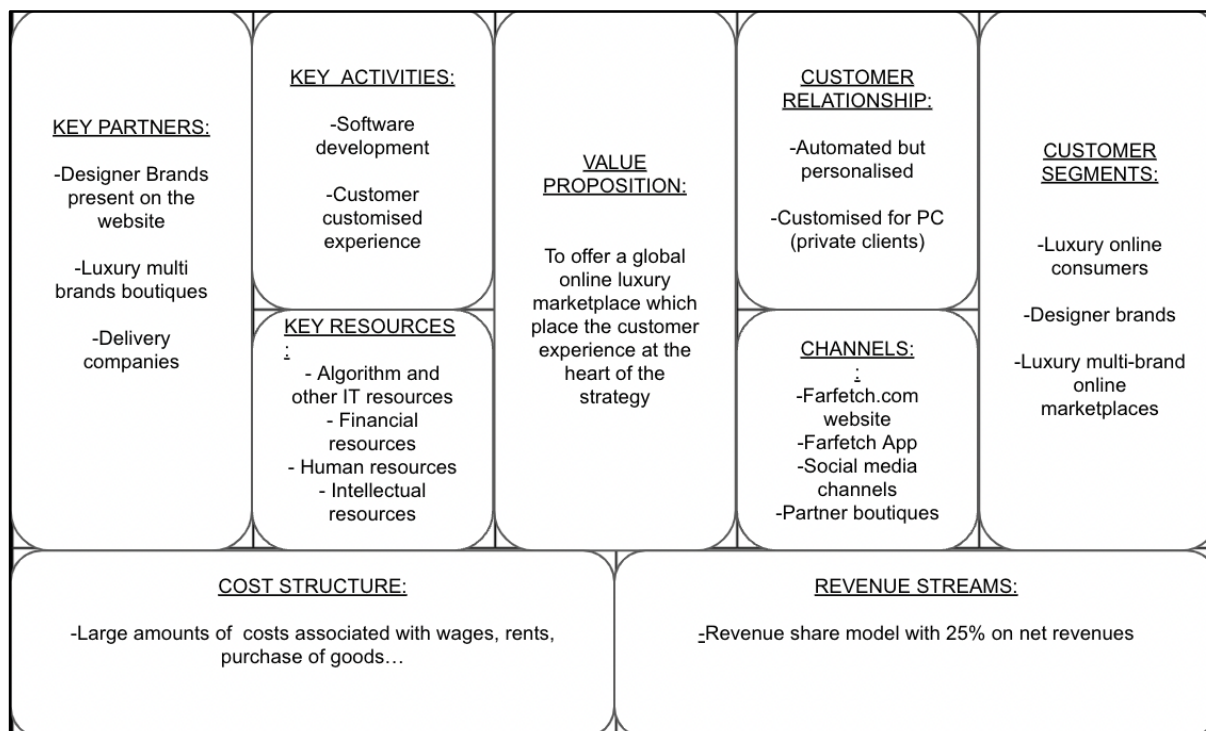 KEY PARTNERS:
-Designer Brands
present on the
website
-Luxury multi
brands boutiques
-Delivery
companies
KEY  ACTIVITIES:
-Software
development
-Customer
customised
experience
KEY RESOURCES
:
- Algorithm and
other IT resources
- Financial
resources
- Human resources
- Intellectual
resources
VALUE
PROPOSITION:
To offer a global
online luxury
marketplace which
place the customer
experience at the
heart of the
strategy
CUSTOMER
RELATIONSHIP:
-Automated but
personalised
-Customised for PC
(private clients)
CHANNELS:
:
-Farfetch.com
website
-Farfetch App
-Social media
channels
-Partner boutiques
CUSTOMER
SEGMENTS:
-Luxury online
consumers
-Designer brands
-Luxury multi-brand
online
marketplaces
COST STRUCTURE:
-Large amounts of  costs associated with wages, rents,
purchase of goods…
REVENUE STREAMS:
-Revenue share model with 25% on net revenues